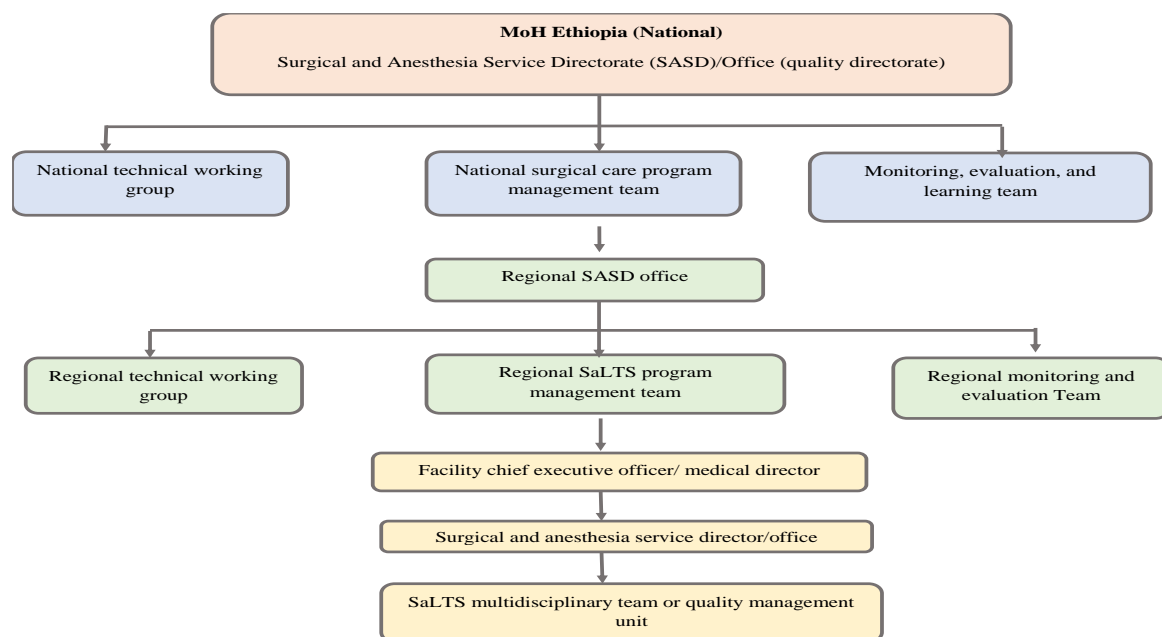 MoH Ethiopia (National)
Surgical and Anesthesia Service Directorate (SASD)/Office (quality directorate)
National technical working
group
National surgical care program
management team
Monitoring, evaluation, and
learning team
Regional SASD office
Regional technical working
group
Regional SaLTS program
management team
Regional monitoring and
evaluation Team
Facility chief executive officer/ medical director
Surgical and anesthesia service director/office
SaLTS multidisciplinary team or quality management
unit